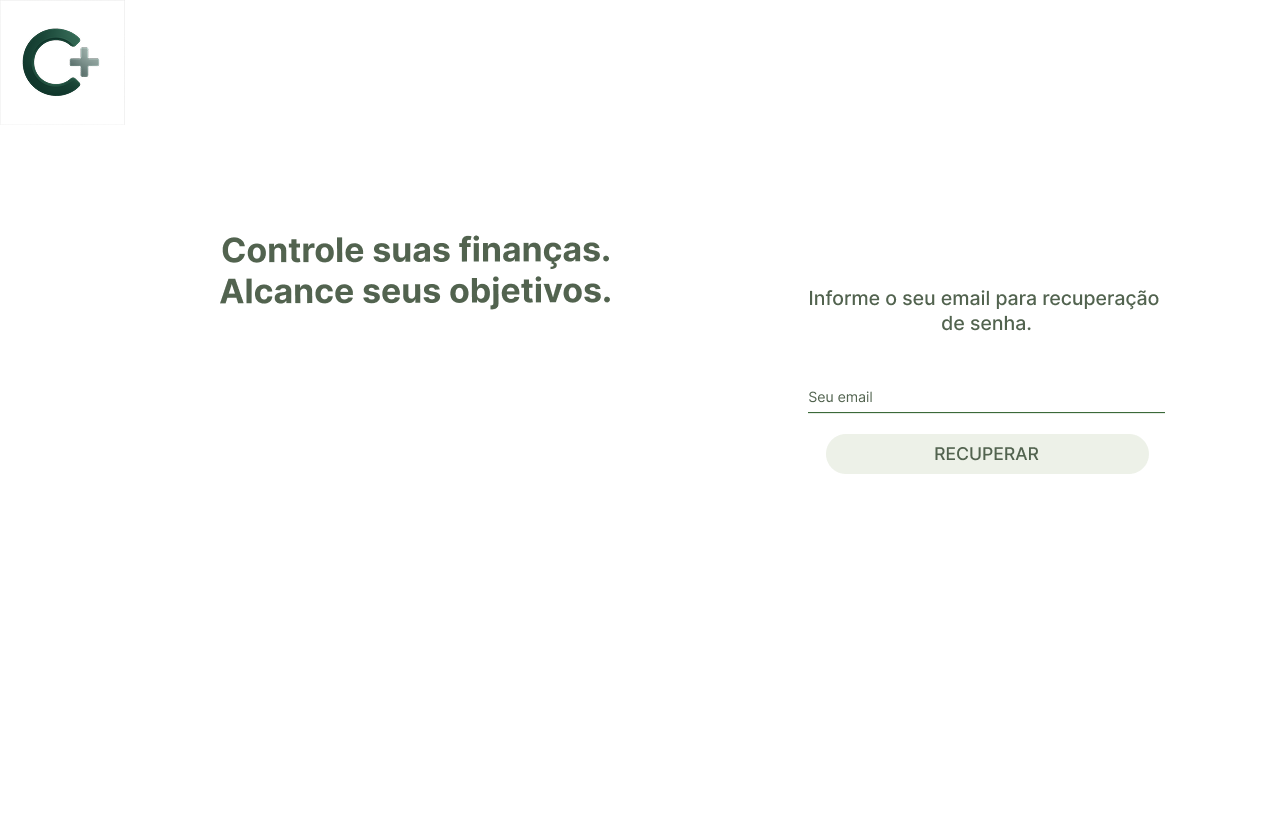 C+
Controle suas finanças.
Alcance seus objetivos.
Informe o seu email para recuperação
de senha.
Seu email
RECUPERAR